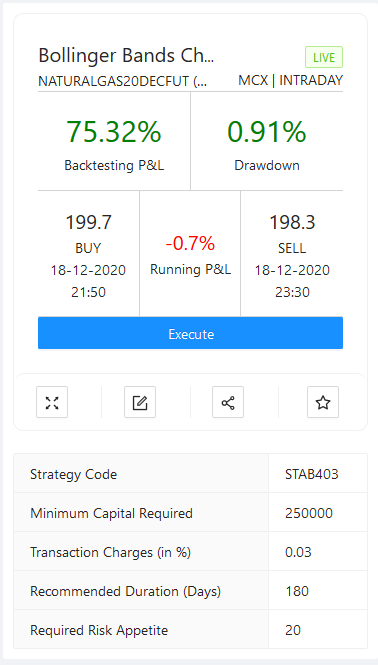 Bollinger Bands Ch...
LIVE
NATURALGAS20DECFUT (...
MCX | INTRADAY
75.32%
Backtesting P&L
0.91%
Drawdown
199.7
BUY
18-12-2020
21:50
-0.7%
Running P&L
198.3
SELL
18-12-2020
23:30
Execute
Strategy Code STAB403
Minimum Capital Required 250000
Transaction Charges (in %) 0.03
Recommended Duration (Days) 180
Required Risk Appetite 20